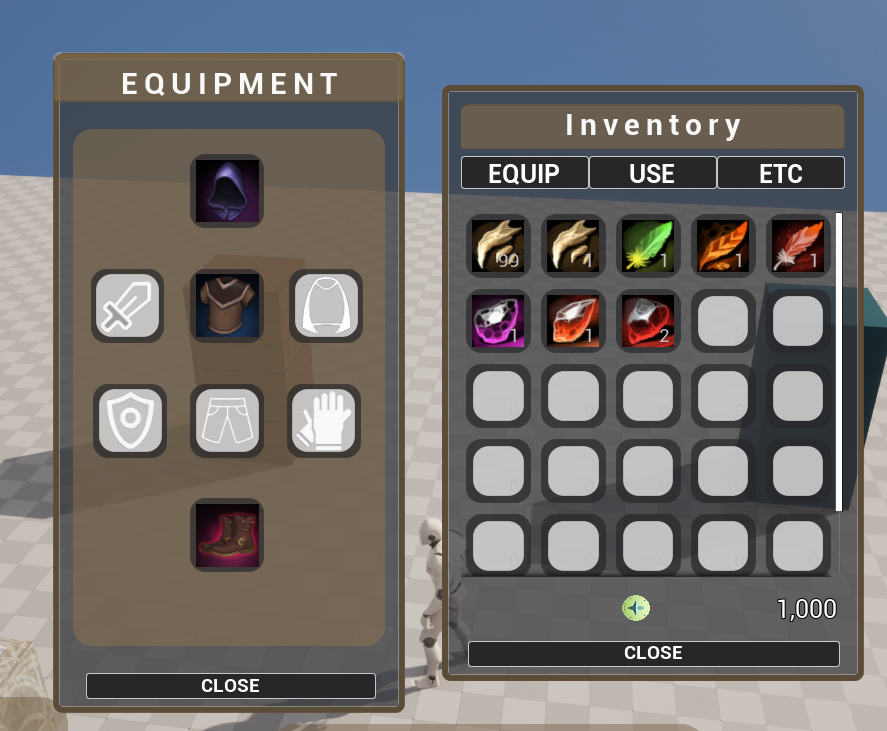 EQUIPMENT
CLOSE
Inventory
EQUIP USE ETC
99 1 1 1 1
1 1 2
1,000
CLOSE